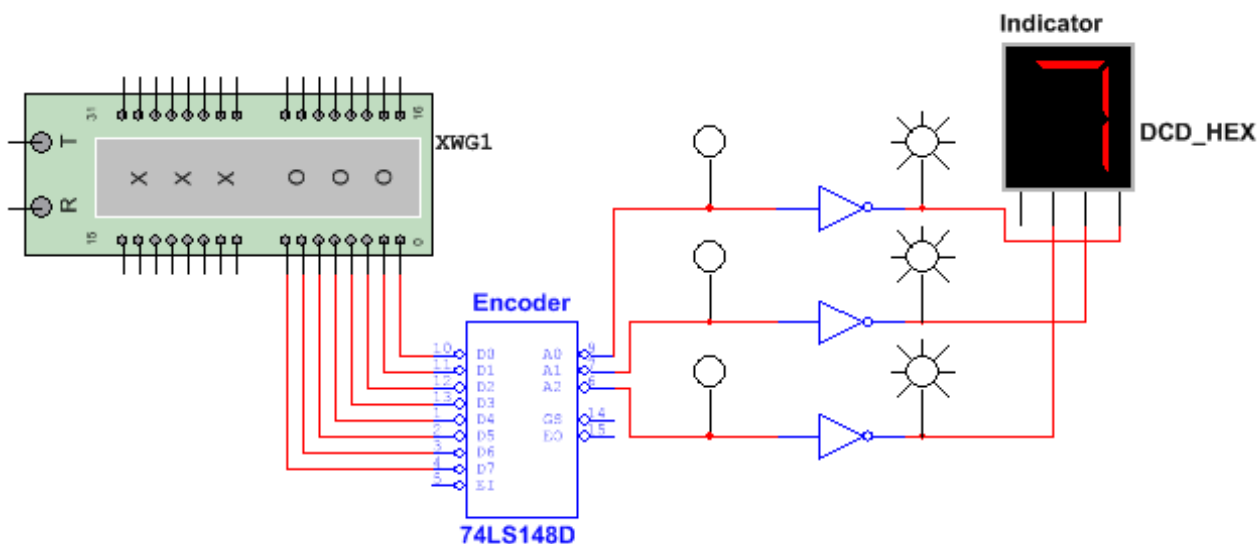 Indicator
DCD_HEX
31
16
T
XWG1
X X X O O O
R
15
0
Encoder
10 D0 A0 9
11 D1 A1 7
12 D2 A2 6
13 D3
1 D4 GS 14
2 D5 EO 15
3 D6
4 D7
5 EI
74LS148D